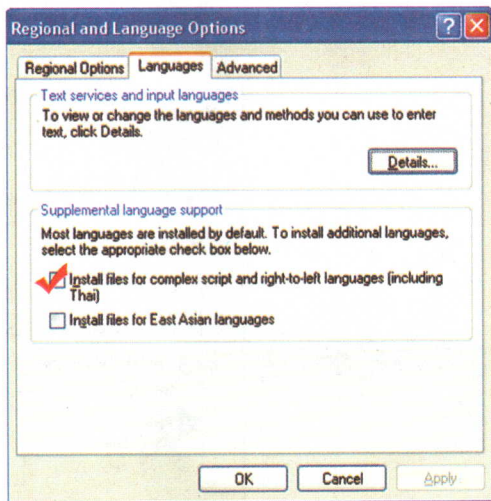 Regional and Language Options
Regional Options Languages Advanced
Text services and input languages
To view or change the languages and methods you can use to enter
text, click Details.
Details...
Supplemental language support
Most languages are installed by default. To install additional languages,
select the appropriate check box below.
Install files for complex script and right-to-left languages (including
Thai)
Install files for East Asian languages
OK Cancel Apply